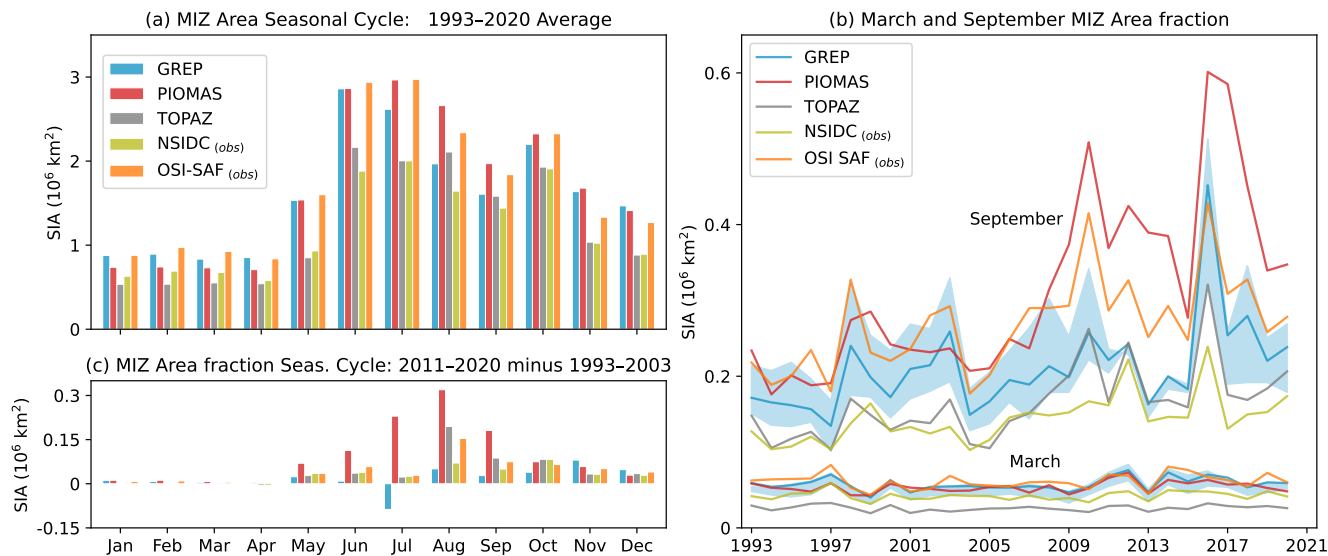 (a) MIZ Area Seasonal Cycle: 1993–2020 Average
SIA (10⁶ km²)
3
2
1
0
GREP
PIOMAS
TOPAZ
NSIDC (obs)
OSI-SAF (obs)
(c) MIZ Area fraction Seas. Cycle: 2011–2020 minus 1993–2003
SIA (10⁶ km²)
0.3
0.15
0
-0.15
Jan Feb Mar Apr May Jun Jul Aug Sep Oct Nov Dec
(b) March and September MIZ Area fraction
SIA (10⁶ km²)
0.6
0.4
0.2
0
GREP
PIOMAS
TOPAZ
NSIDC (obs)
OSI SAF (obs)
September
March
1993 1997 2001 2005 2009 2013 2017 2021